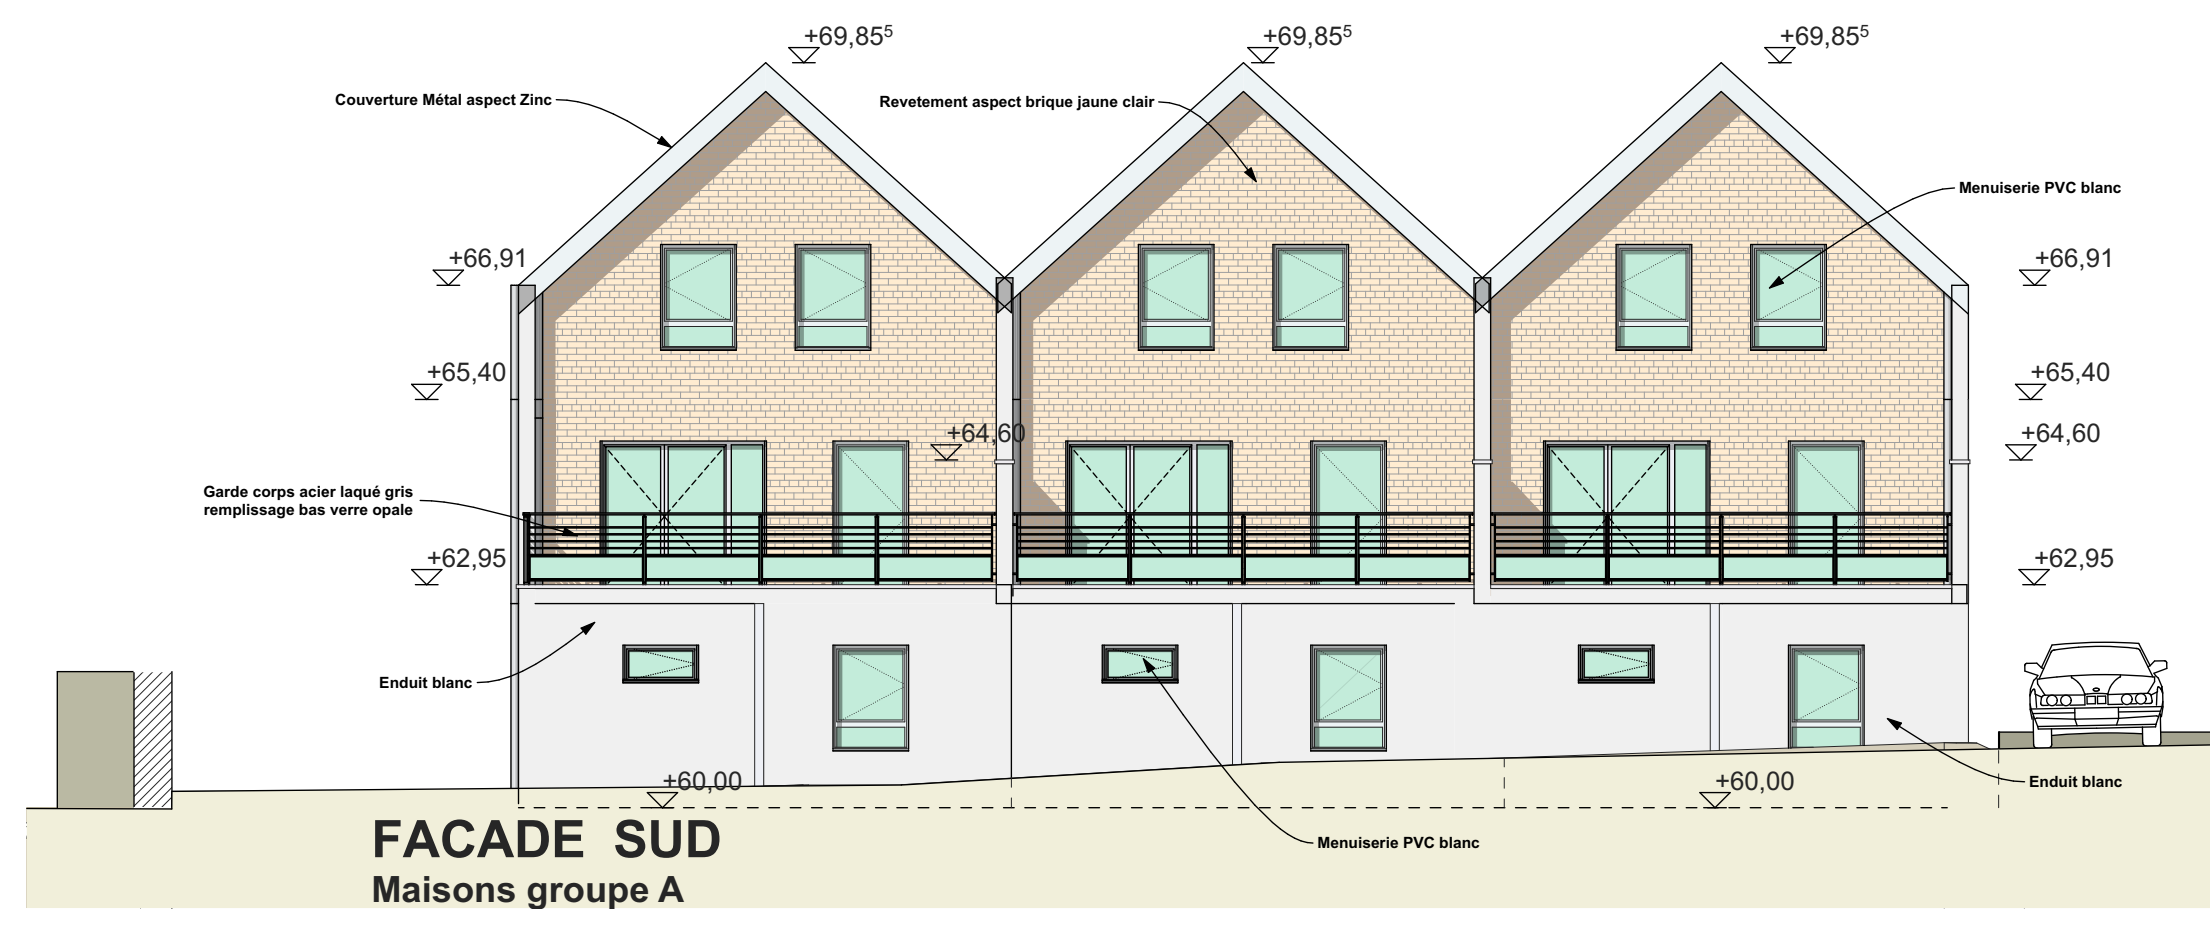 +69,85⁵
+69,85⁵
+69,85⁵
Couverture Métal aspect Zinc
Revetement aspect brique jaune clair
Menuiserie PVC blanc
+66,91
+66,91
+65,40
+65,40
+64,60
+64,60
Garde corps acier laqué gris
remplissage bas verre opale
+62,95
+62,95
Enduit blanc
+60,00
+60,00
Enduit blanc
Menuiserie PVC blanc
FACADE SUD
Maisons groupe A